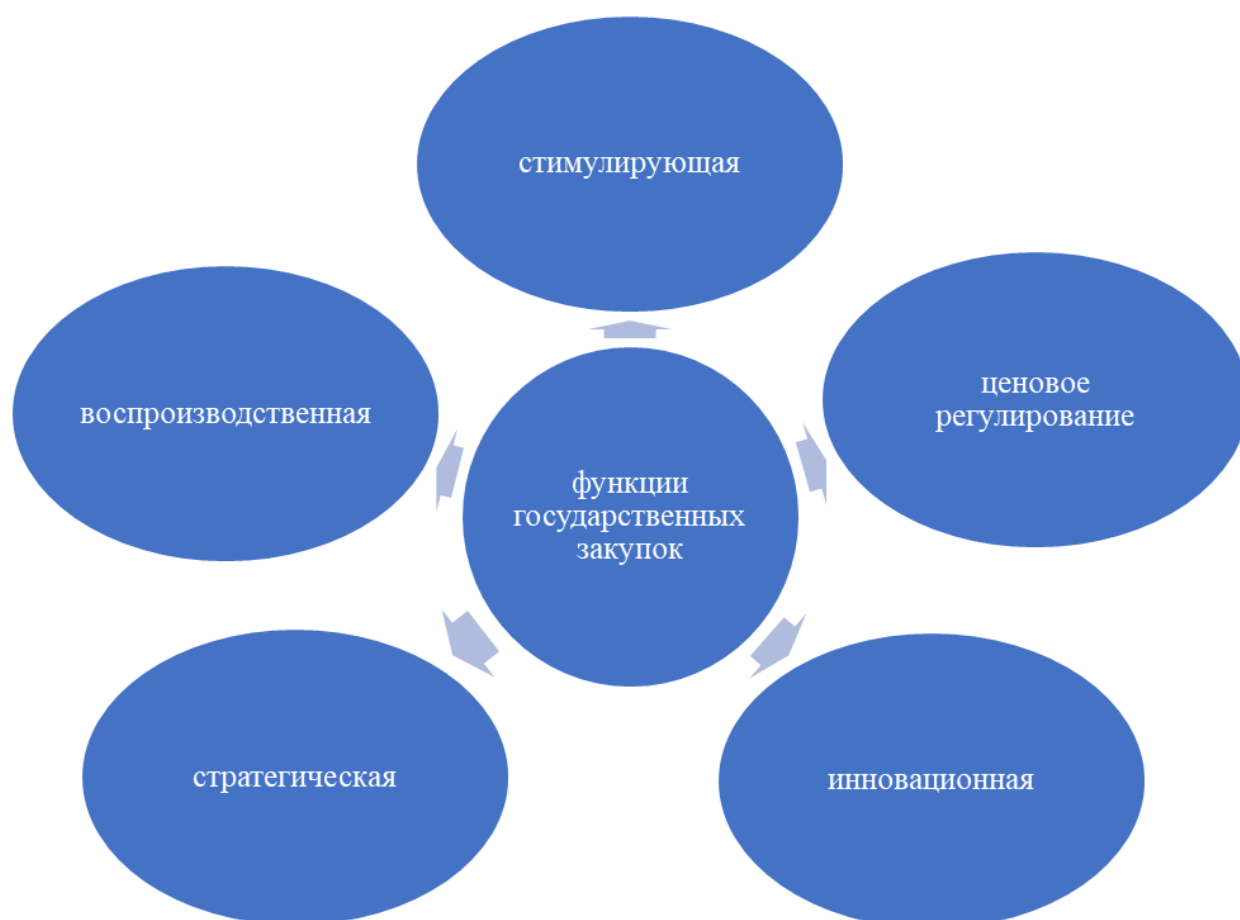 стимулирующая
ценовое
регулирование
воспроизводственная
функции
государственных
закупок
стратегическая
инновационная